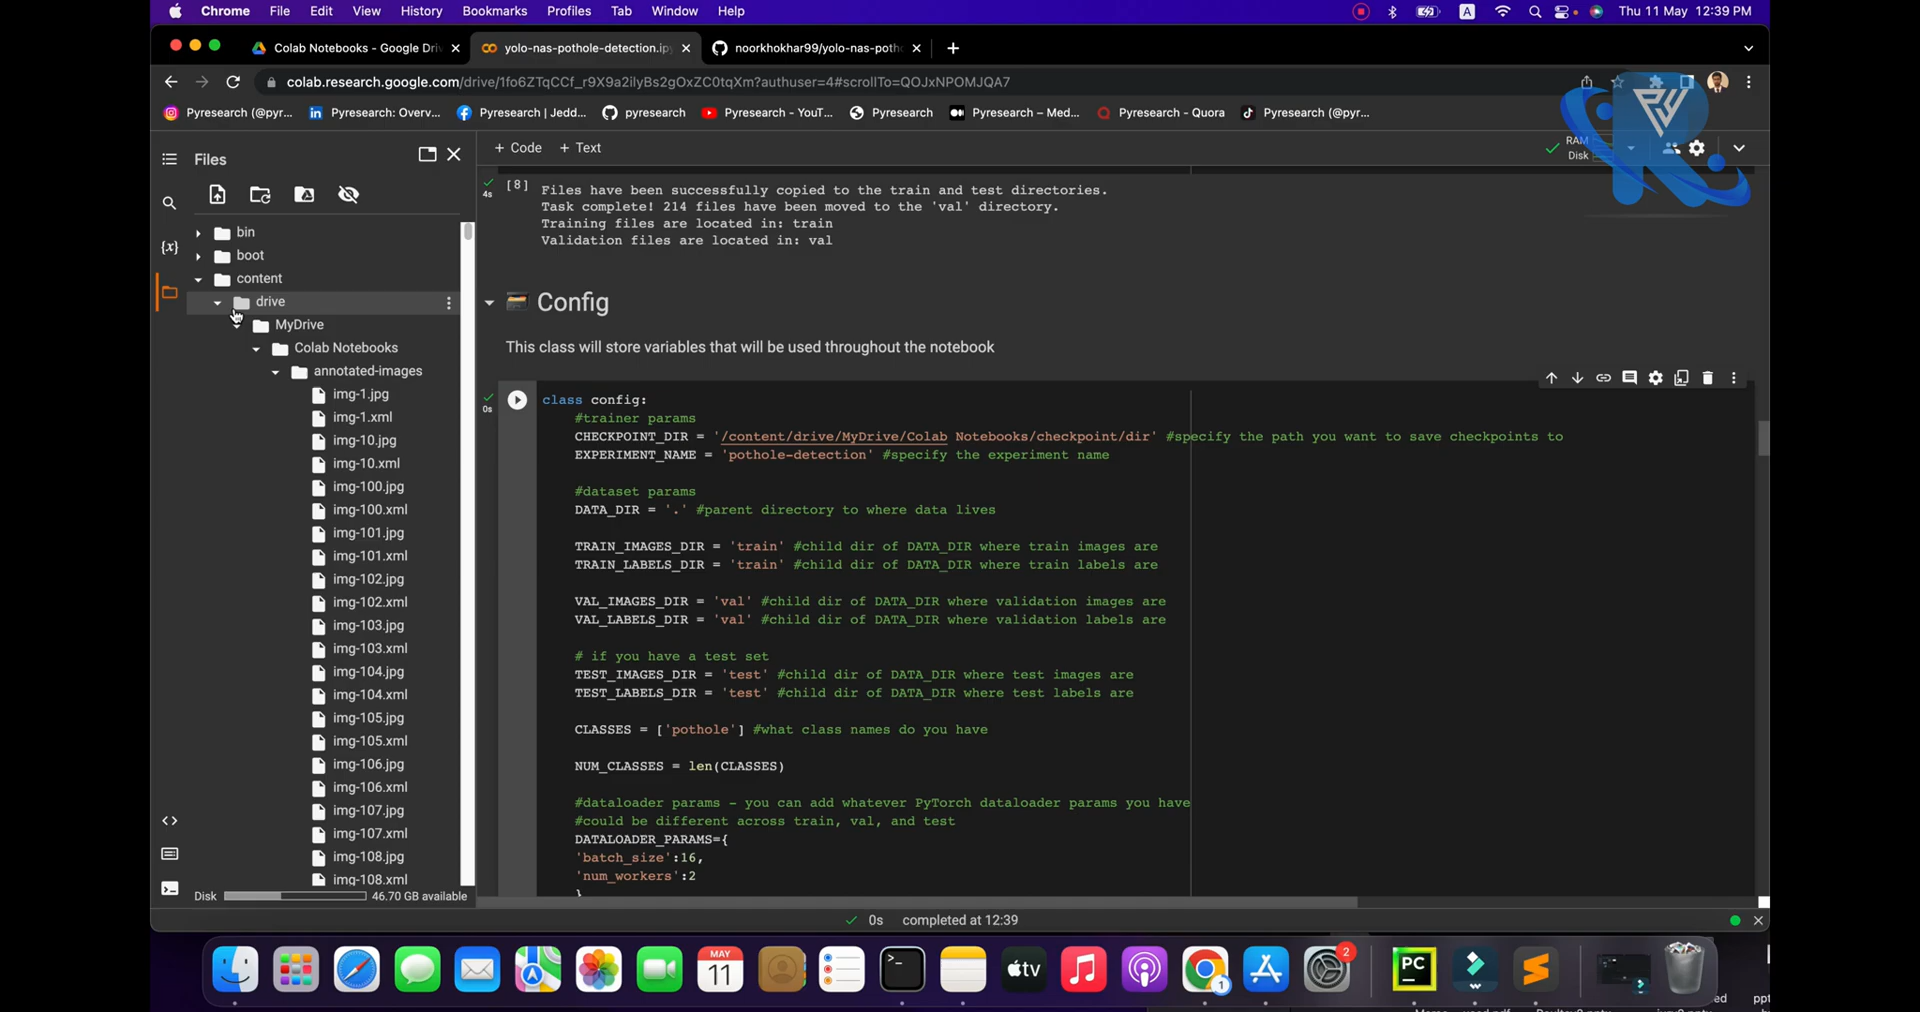 Chrome File Edit View History Bookmarks Profiles Tab Window Help
A Thu 11 May 12:39 PM
Colab Notebooks - Google Driv
yolo-nas-pothole-detection.ipy
noorkhokhar99/yolo-nas-poth
colab.research.google.com/drive/1fo6ZTqCCf_r9X9a2ilyBs2gOxZC0tqXm?authuser=4#scrollTo=QOJxNPOMJQA7
Pyresearch (@pyr...
Pyresearch: Overv...
Pyresearch | Jedd...
pyresearch
Pyresearch - YouT...
Pyresearch
Pyresearch – Med...
Pyresearch - Quora
Pyresearch (@pyr...
Files
+ Code + Text
RAM
Disk
{x}
bin
boot
content
drive
MyDrive
Colab Notebooks
annotated-images
img-1.jpg
img-1.xml
img-10.jpg
img-10.xml
img-100.jpg
img-100.xml
img-101.jpg
img-101.xml
img-102.jpg
img-102.xml
img-103.jpg
img-103.xml
img-104.jpg
img-104.xml
img-105.jpg
img-105.xml
img-106.jpg
img-106.xml
img-107.jpg
img-107.xml
img-108.jpg
img-108.xml
Disk 46.70 GB available
4s
[8] Files have been successfully copied to the train and test directories.
Task complete! 214 files have been moved to the 'val' directory.
Training files are located in: train
Validation files are located in: val
Config
This class will store variables that will be used throughout the notebook
0s
class config:
#trainer params
CHECKPOINT_DIR = '/content/drive/MyDrive/Colab Notebooks/checkpoint/dir' #specify the path you want to save checkpoints to
EXPERIMENT_NAME = 'pothole-detection' #specify the experiment name
#dataset params
DATA_DIR = '.' #parent directory to where data lives
TRAIN_IMAGES_DIR = 'train' #child dir of DATA_DIR where train images are
TRAIN_LABELS_DIR = 'train' #child dir of DATA_DIR where train labels are
VAL_IMAGES_DIR = 'val' #child dir of DATA_DIR where validation images are
VAL_LABELS_DIR = 'val' #child dir of DATA_DIR where validation labels are
# if you have a test set
TEST_IMAGES_DIR = 'test' #child dir of DATA_DIR where test images are
TEST_LABELS_DIR = 'test' #child dir of DATA_DIR where test labels are
CLASSES = ['pothole'] #what class names do you have
NUM_CLASSES = len(CLASSES)
#dataloader params - you can add whatever PyTorch dataloader params you have
#could be different across train, val, and test
DATALOADER_PARAMS={
'batch_size':16,
'num_workers':2
}
0s completed at 12:39
MAY
11
tv
1
2
PC